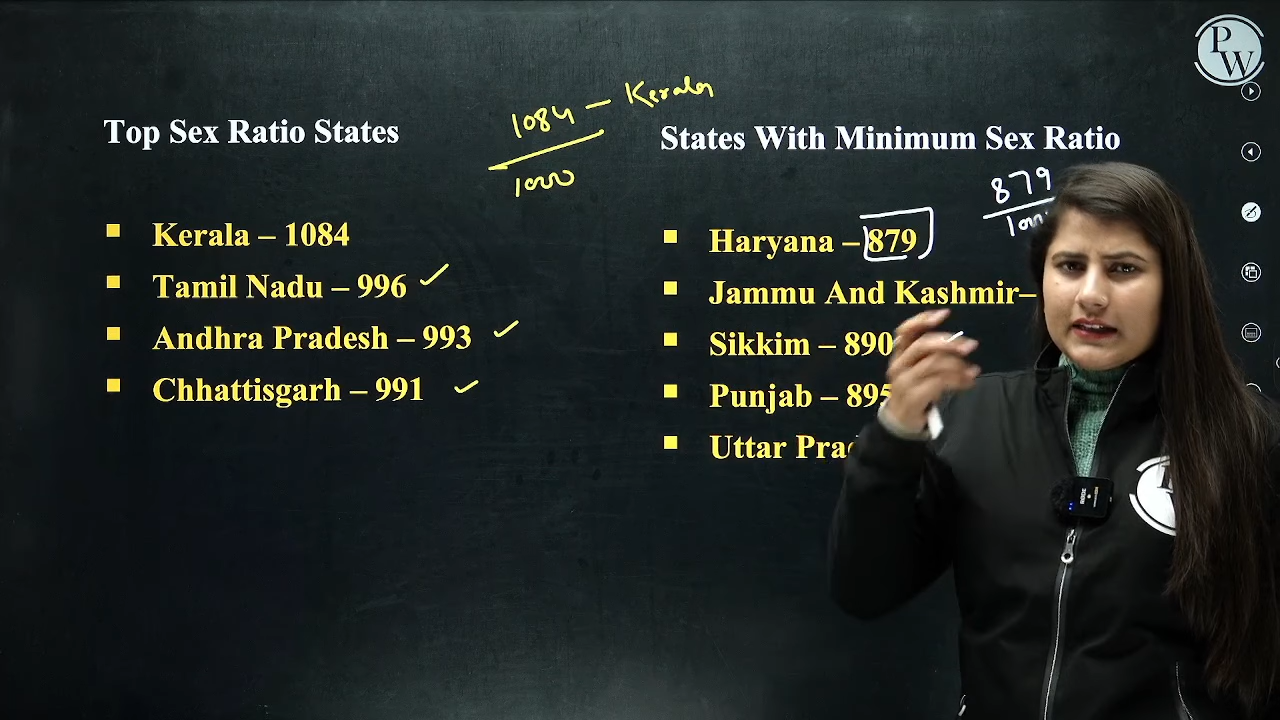 PW
Top Sex Ratio States
1084 – Kerala
1000
Kerala – 1084
Tamil Nadu – 996
Andhra Pradesh – 993
Chhattisgarh – 991
States With Minimum Sex Ratio
879
Haryana – 879
Jammu And Kashmir–
Sikkim – 890
Punjab – 895
Uttar